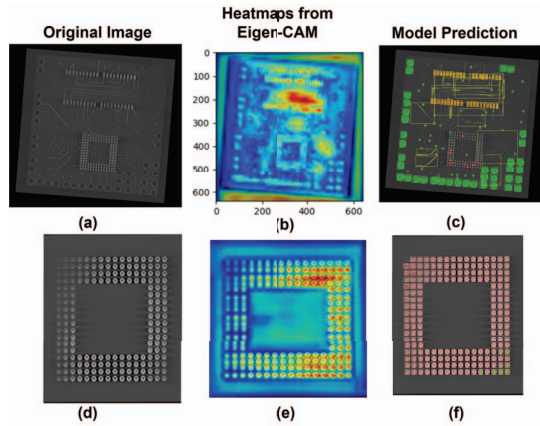 Original Image
Heatmaps from
Eigen-CAM
Model Prediction
0
100
200
300
400
500
600
0 200 400 600
(a)
(b)
(c)
(d)
(e)
(f)